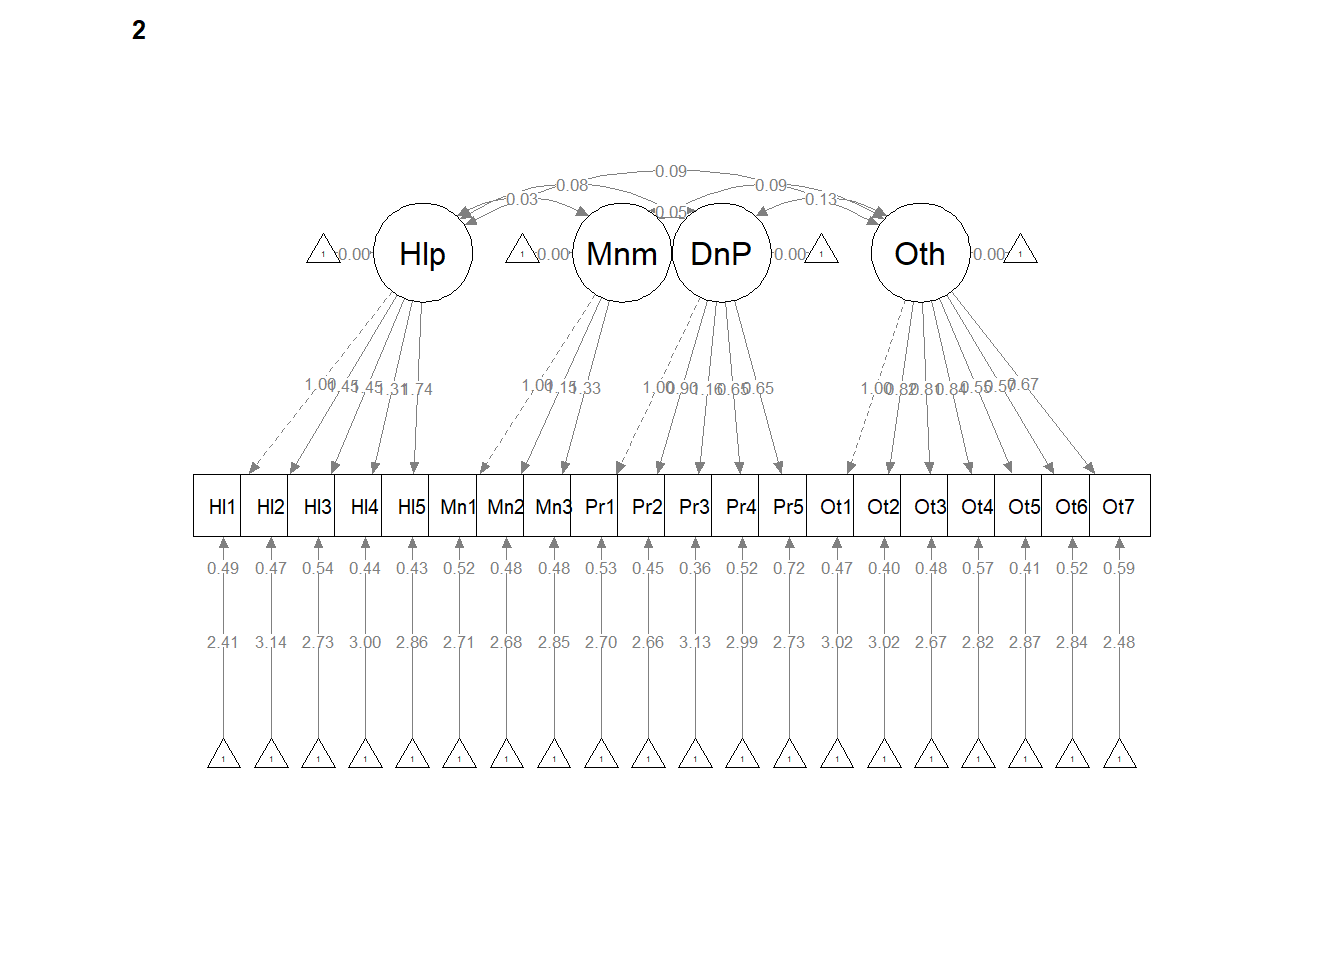 2
0.09
0.08 0.09
0.03 0.13
0.05
1 0.00 Hlp 1 0.00 Mnm DnP 0.00 1 Oth 0.00 1
1.00 1.45 1.45 1.31 1.74 1.00 1.15 1.33 1.00 0.90 1.16 0.65 0.65 1.00 0.82 0.81 0.84 0.55 0.57 0.67
Hl1 Hl2 Hl3 Hl4 Hl5 Mn1 Mn2 Mn3 Pr1 Pr2 Pr3 Pr4 Pr5 Ot1 Ot2 Ot3 Ot4 Ot5 Ot6 Ot7
0.49 0.47 0.54 0.44 0.43 0.52 0.48 0.48 0.53 0.45 0.36 0.52 0.72 0.47 0.40 0.48 0.57 0.41 0.52 0.59
2.41 3.14 2.73 3.00 2.86 2.71 2.68 2.85 2.70 2.66 3.13 2.99 2.73 3.02 3.02 2.67 2.82 2.87 2.84 2.48
1 1 1 1 1 1 1 1 1 1 1 1 1 1 1 1 1 1 1 1